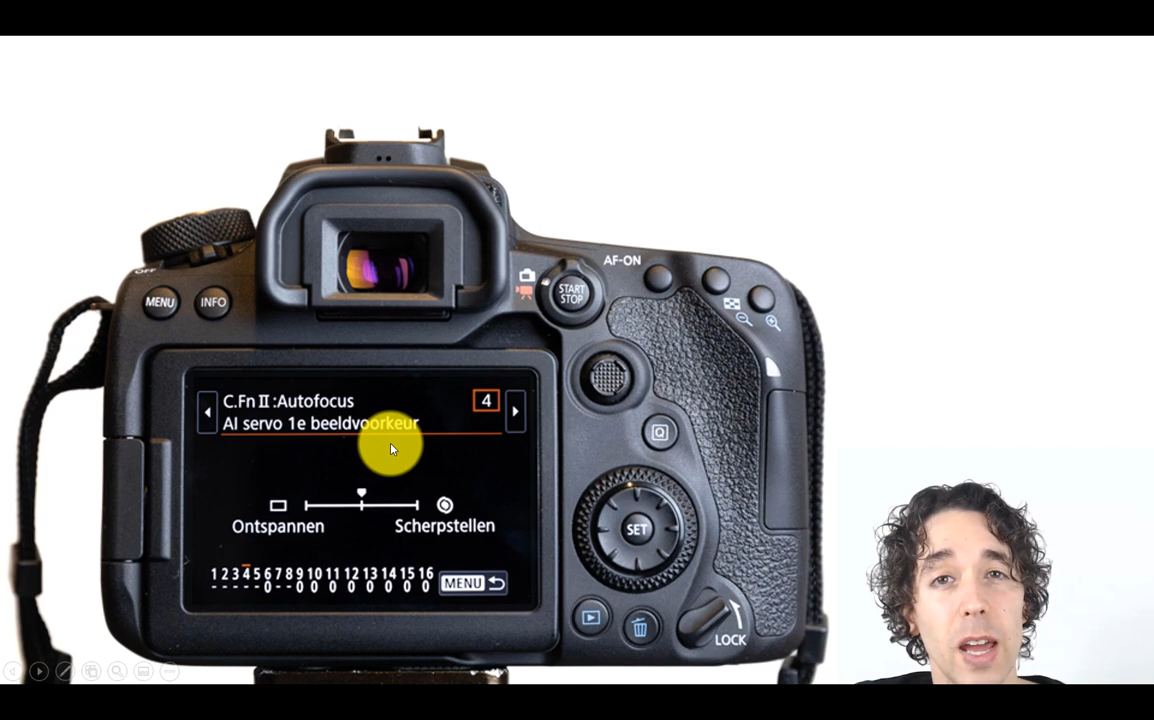 AF-ON
OFF
MENU INFO
START
STOP
C.Fn II :Autofocus
4
AI servo 1e beeldvoorkeur
Q
Ontspannen Scherpstellen
SET
1 2 3 4 5 6 7 8 9 10 11 12 13 14 15 16
- - - - - 0 - - 0 0 0 0 0 0 0 0
MENU
LOCK